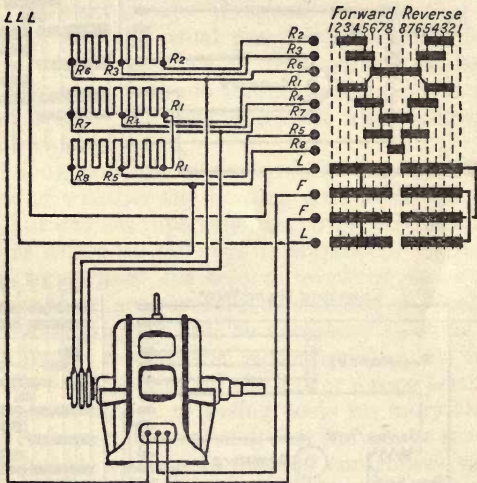 L L L
Forward Reverse
12345678 87654321
R2
R3
R6
R1
R4
R7
R5
R8
L
F
F
L
R6 R3 R2
R7 R4 R1
R8 R5 R1